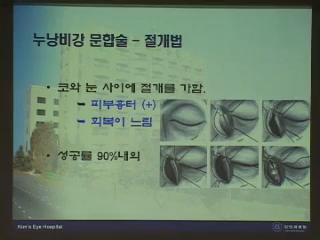 누낭비강 문합술 - 절개법
• 코와 눈 사이에 절개를 가함.
➡ 피부흉터 (+)
➡ 회복이 느림
• 성공률 90%내외
Kim's Eye Hospital